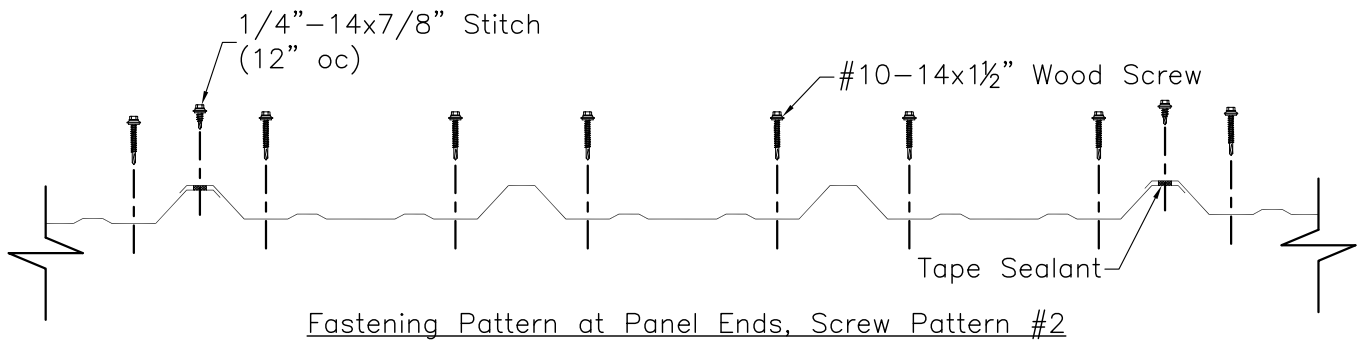 1/4"-14x7/8" Stitch
(12" oc)
#10-14x1½" Wood Screw
Tape Sealant
Fastening Pattern at Panel Ends, Screw Pattern #2